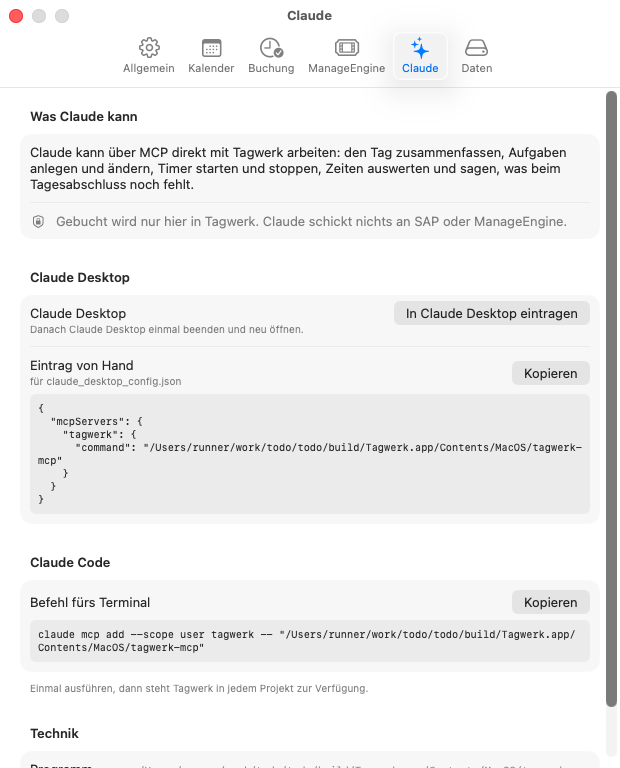 Claude
Allgemein Kalender Buchung ManageEngine Claude Daten
Was Claude kann
Claude kann über MCP direkt mit Tagwerk arbeiten: den Tag zusammenfassen, Aufgaben
anlegen und ändern, Timer starten und stoppen, Zeiten auswerten und sagen, was beim
Tagesabschluss noch fehlt.
Gebucht wird nur hier in Tagwerk. Claude schickt nichts an SAP oder ManageEngine.
Claude Desktop
Claude Desktop
In Claude Desktop eintragen
Danach Claude Desktop einmal beenden und neu öffnen.
Eintrag von Hand
Kopieren
für claude_desktop_config.json
{
"mcpServers": {
"tagwerk": {
"command": "/Users/runner/work/todo/todo/build/Tagwerk.app/Contents/MacOS/tagwerk-
mcp"
}
}
}
Claude Code
Befehl fürs Terminal
Kopieren
claude mcp add --scope user tagwerk -- "/Users/runner/work/todo/todo/build/Tagwerk.app/
Contents/MacOS/tagwerk-mcp"
Einmal ausführen, dann steht Tagwerk in jedem Projekt zur Verfügung.
Technik
Programm